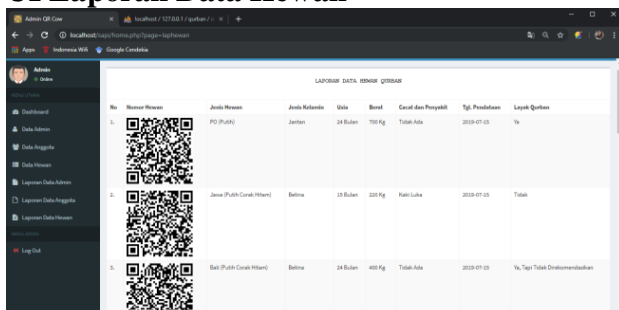 UI Laporan Data Hewan
Admin QR Cow
localhost / 127.0.0.1 / qurban /
localhost/sapi/home.php?page=laphewan
Apps Indonesia Wifi Google Cendekia
Admin
Online
MENU UTAMA
Dashboard
Data Admin
Data Anggota
Data Hewan
Laporan Data Admin
Laporan Data Anggota
Laporan Data Hewan
Log Out
LAPORAN DATA HEWAN QURBAN
No Nomor Hewan Jenis Hewan Jenis Kelamin Usia Berat Cacat dan Penyakit Tgl. Pendataan Layak Qurban
1. PO (Putih) Jantan 24 Bulan 700 Kg Tidak Ada 2019-07-15 Ya
2. Jawa (Putih Corak Hitam) Betina 15 Bulan 220 Kg Kaki Luka 2019-07-15 Tidak
3. Bali (Putih Corak Hitam) Betina 24 Bulan 400 Kg Tidak Ada 2019-07-15 Ya, Tapi Tidak Direkomendasikan